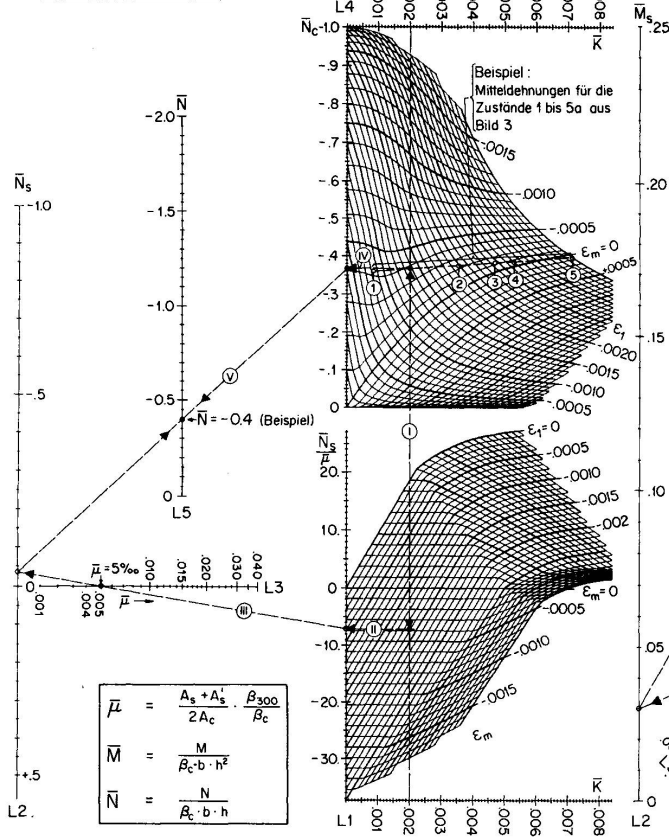 L4
.001
.002
.003
.004
.005
.006
.007
.008
K̄
N̄c -1.0
-.9
-.8
-.7
-.6
-.5
-.4
-.3
-.2
-.1
0
M̄s
.25
.20
.15
.10
.05
0
L2
Beispiel :
Mitteldehnungen für die
Zustände 1 bis 5a aus
Bild 3
-.0015
-.0010
-.0005
εm=0
+.0005
IV
1
2
3
4
5
ε1
-.0020
-.0015
-.0010
-.0005
N̄
-2.0
-1.5
-1.0
-0.5
0
L5
N̄ = -0.4 (Beispiel)
V
I
N̄s
-1.0
-.5
0
+.5
L2.
μ̄=5‰
.001
.004
.005
.010
.015
.020
.030
.040
L3
μ̄
III
II
N̄s
μ̄
20.
10.
0
-10.
-20.
-30.
ε1=0
-.0005
-.0010
-.0015
-.002
εm=0
-.0005
-.0010
-.0015
εm
L1
.001
.002
.003
.004
.005
.006
.007
.008
K̄
μ̄ = As + A's / 2Ac · β300 / βc
M̄ = M / βc·b·h²
N̄ = N / βc·b·h